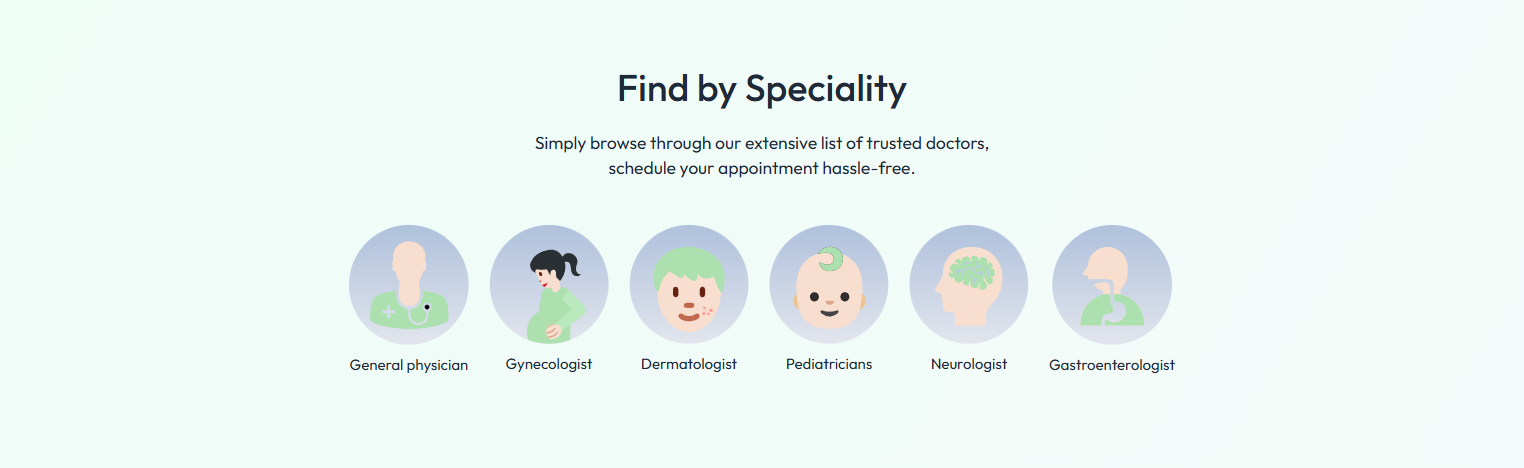 Find by Speciality
Simply browse through our extensive list of trusted doctors,
schedule your appointment hassle-free.
General physician
Gynecologist
Dermatologist
Pediatricians
Neurologist
Gastroenterologist